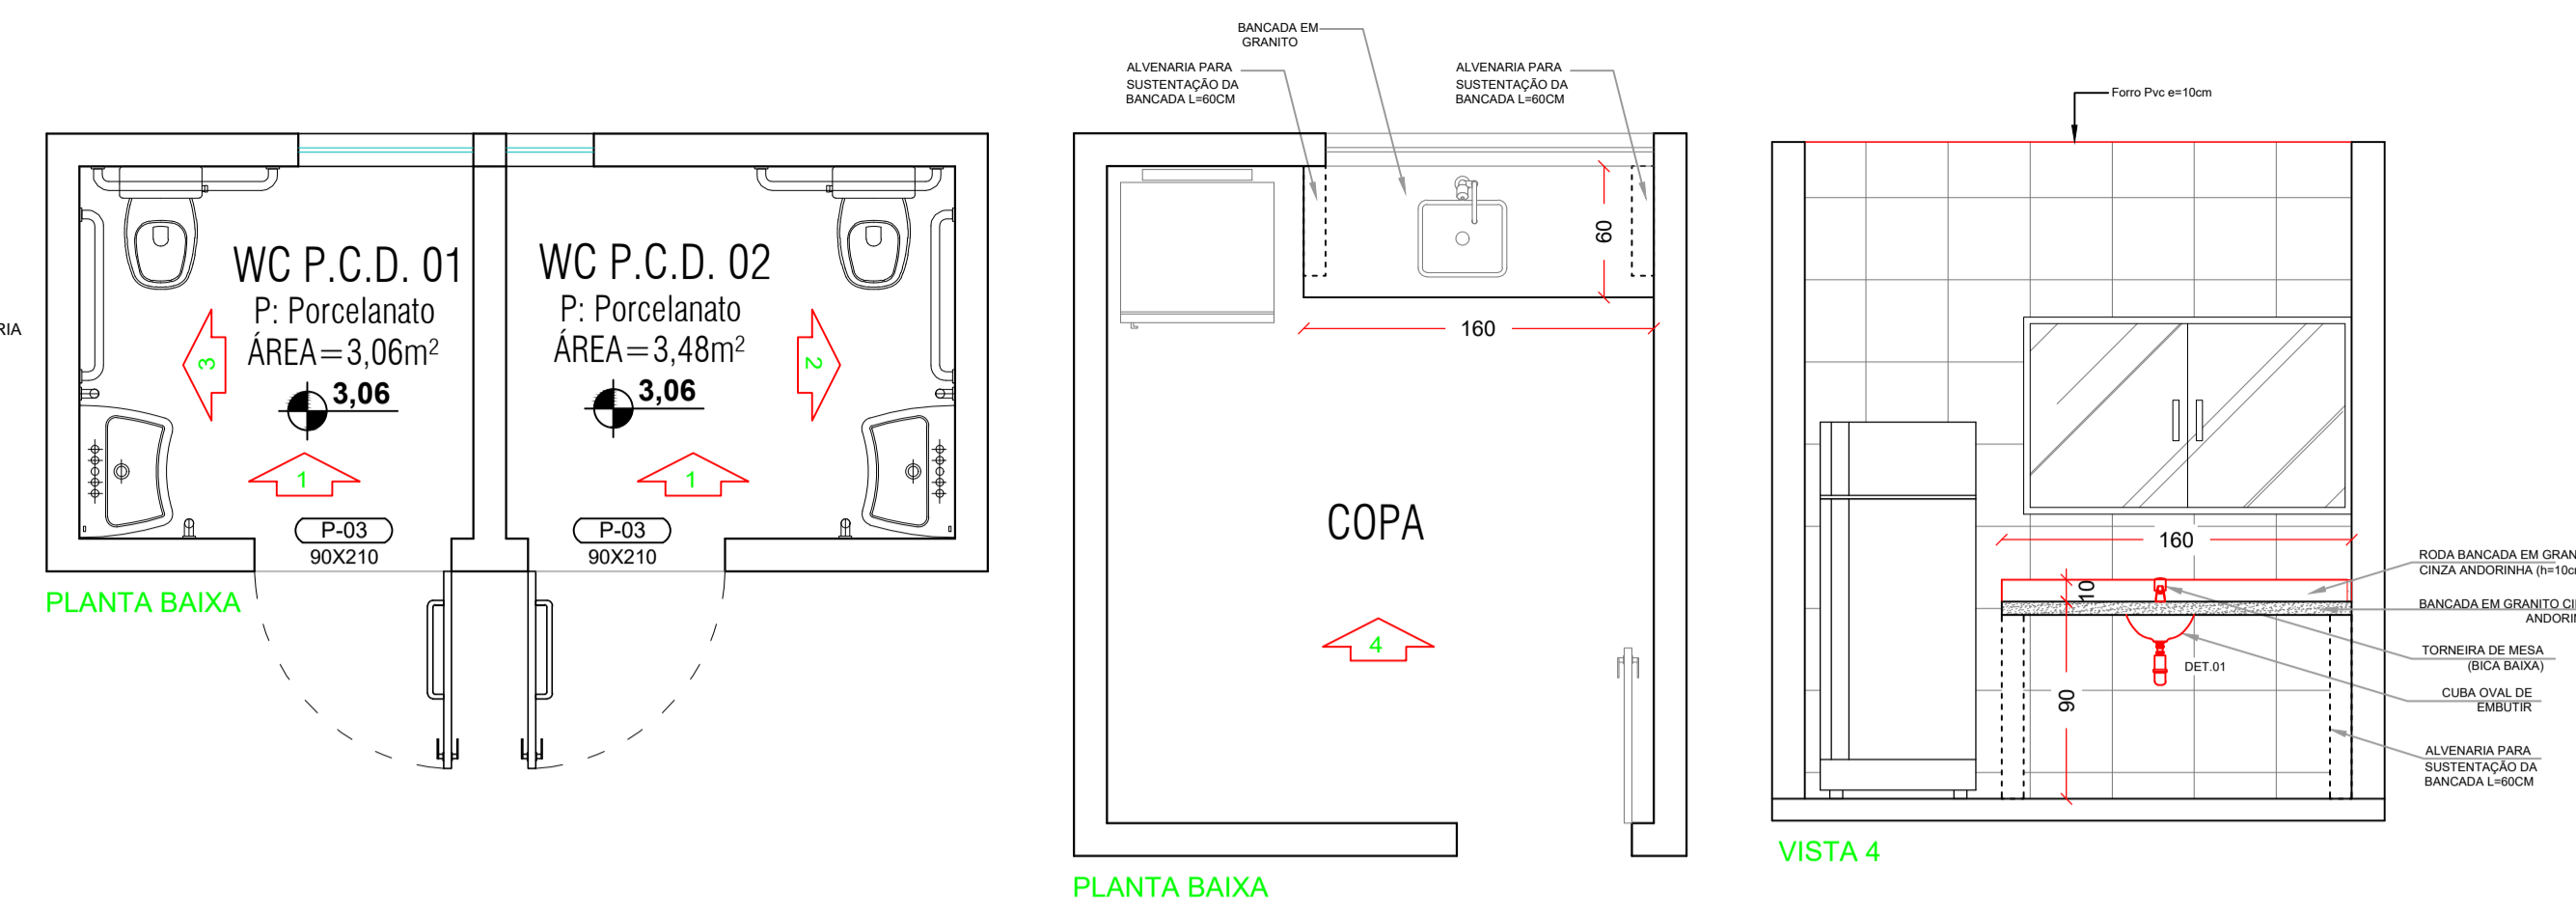 RIA
WC P.C.D. 01
P: Porcelanato
ÁREA=3,06m²
3,06
3
1
P-03
90X210
WC P.C.D. 02
P: Porcelanato
ÁREA=3,48m²
3,06
2
1
P-03
90X210
PLANTA BAIXA
BANCADA EM
GRANITO
ALVENARIA PARA
SUSTENTAÇÃO DA
BANCADA L=60CM
ALVENARIA PARA
SUSTENTAÇÃO DA
BANCADA L=60CM
60
160
COPA
4
PLANTA BAIXA
Forro Pvc e=10cm
160
10
90
DET.01
RODA BANCADA EM GRAN
CINZA ANDORINHA (h=10c
BANCADA EM GRANITO CI
ANDORI
TORNEIRA DE MESA
(BICA BAIXA)
CUBA OVAL DE
EMBUTIR
ALVENARIA PARA
SUSTENTAÇÃO DA
BANCADA L=60CM
VISTA 4